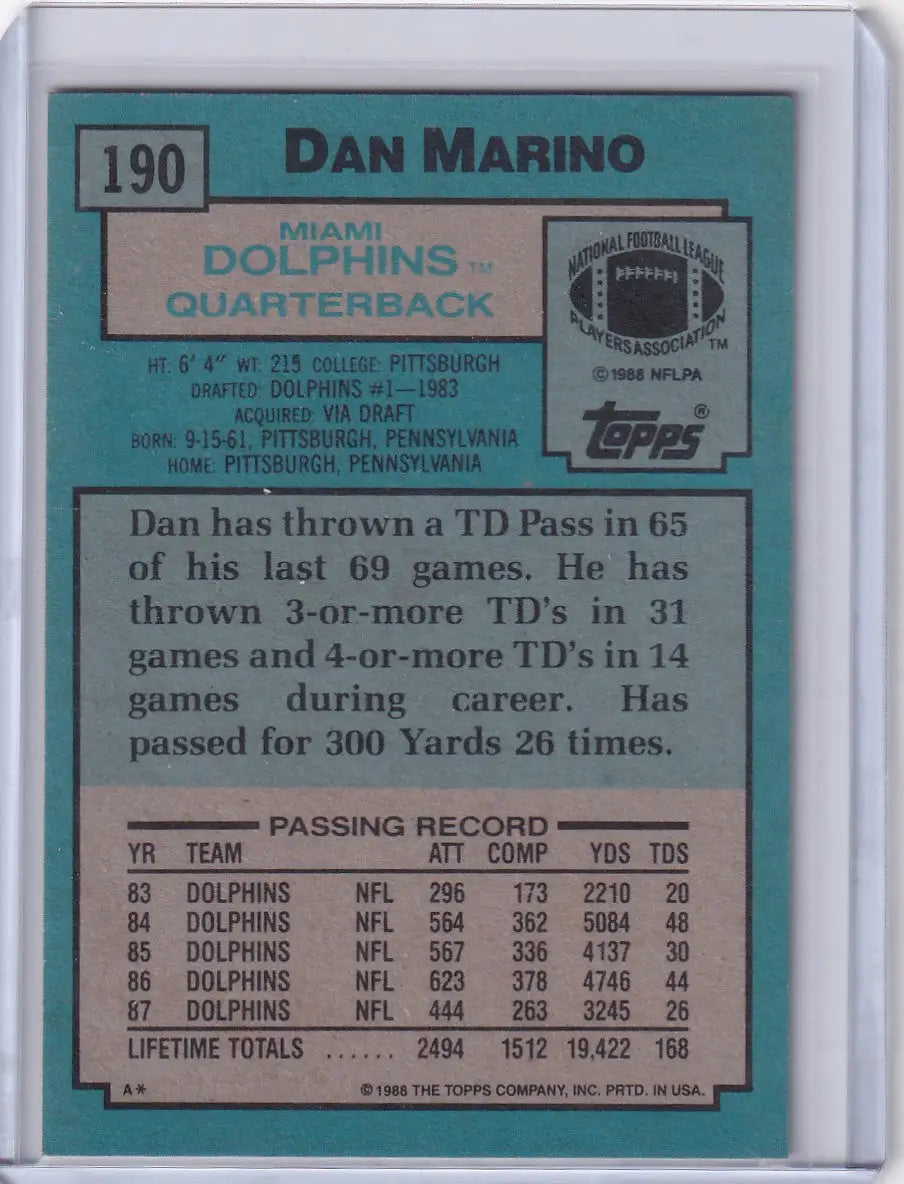 190
DAN MARINO
MIAMI
DOLPHINS TM
QUARTERBACK
NATIONAL FOOTBALL LEAGUE
PLAYERS ASSOCIATION TM
©1988 NFLPA
topps ®
HT: 6' 4" WT: 215 COLLEGE: PITTSBURGH
DRAFTED: DOLPHINS #1—1983
ACQUIRED: VIA DRAFT
BORN: 9-15-61, PITTSBURGH, PENNSYLVANIA
HOME: PITTSBURGH, PENNSYLVANIA
Dan has thrown a TD Pass in 65
of his last 69 games. He has
thrown 3-or-more TD's in 31
games and 4-or-more TD's in 14
games during career. Has
passed for 300 Yards 26 times.
PASSING RECORD
YR TEAM ATT COMP YDS TDS
83 DOLPHINS NFL 296 173 2210 20
84 DOLPHINS NFL 564 362 5084 48
85 DOLPHINS NFL 567 336 4137 30
86 DOLPHINS NFL 623 378 4746 44
87 DOLPHINS NFL 444 263 3245 26
LIFETIME TOTALS ...... 2494 1512 19,422 168
A* ©1988 THE TOPPS COMPANY, INC. PRTD. IN USA.